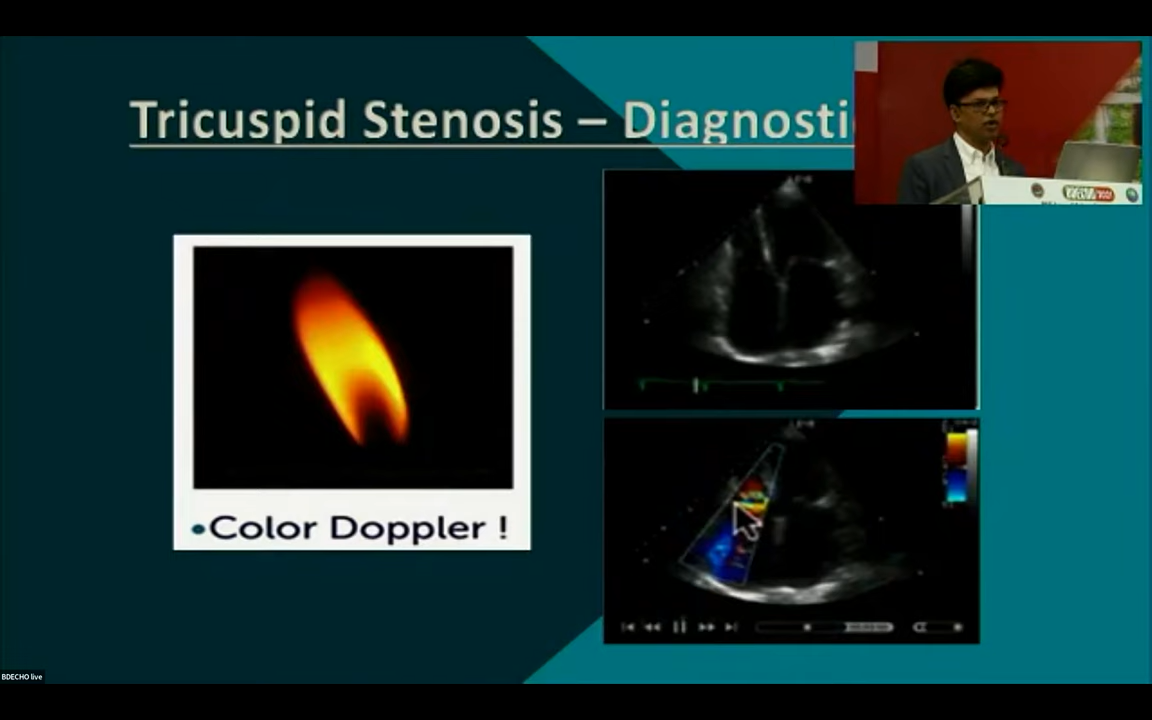 Tricuspid Stenosis – Diagnosti
•Color Doppler !
BDECHO live